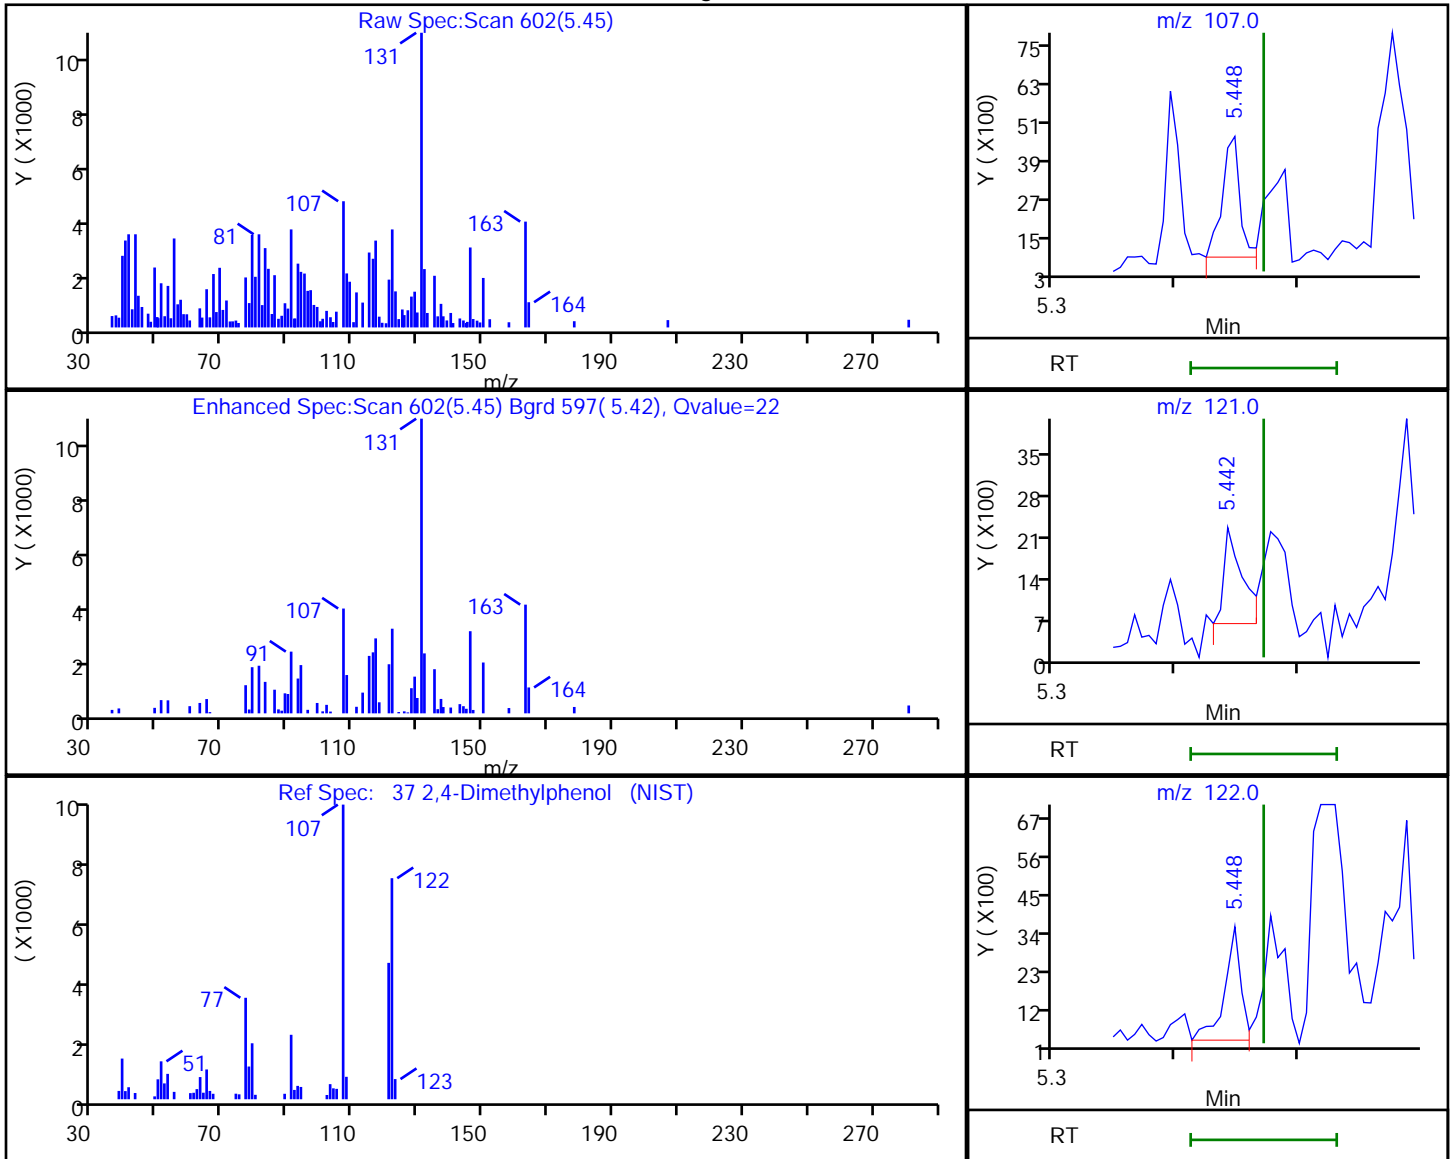 Raw Spec:Scan 602(5.45)
Y ( X1000)
10
8
6
4
2
0
131
107
81
163
164
30 70 110 150 190 230 270
m/z
m/z 107.0
Y ( X100)
75
63
51
39
27
15
3
5.448
5.3
Min
RT
Enhanced Spec:Scan 602(5.45) Bgrd 597( 5.42), Qvalue=22
Y ( X1000)
10
8
6
4
2
0
131
107
91
163
164
30 70 110 150 190 230 270
m/z
m/z 121.0
Y ( X100)
35
28
21
14
7
0
5.442
5.3
Min
RT
Ref Spec: 37 2,4-Dimethylphenol (NIST)
( X1000)
10
8
6
4
2
0
107
122
77
51
123
30 70 110 150 190 230 270
m/z 122.0
Y ( X100)
67
56
45
34
23
12
1
5.448
5.3
Min
RT